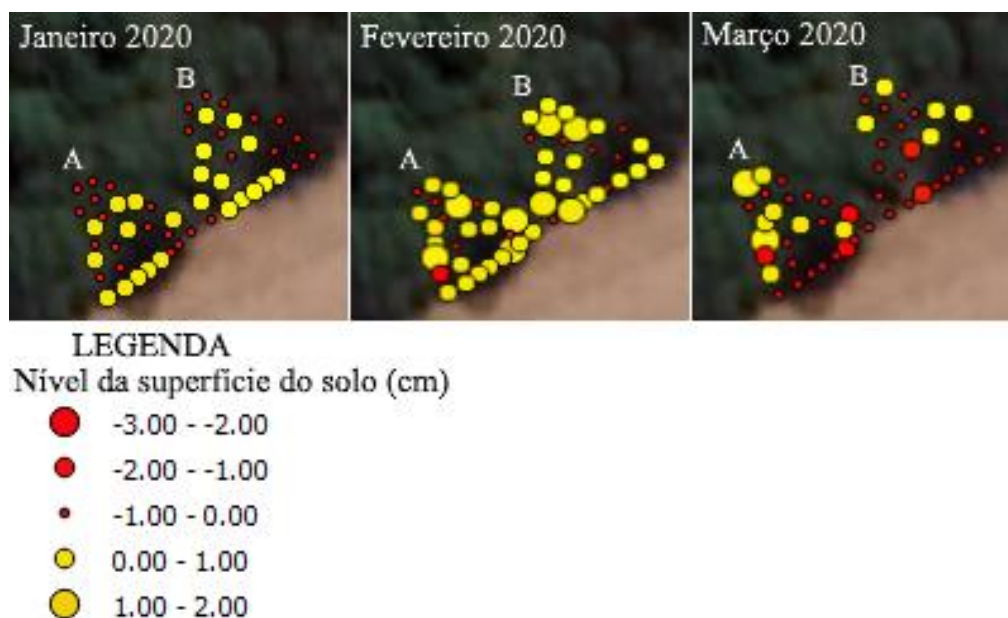 Janeiro 2020
B
A
Fevereiro 2020
B
A
Março 2020
B
A
LEGENDA
Nível da superfície do solo (cm)
-3.00 - -2.00
-2.00 - -1.00
-1.00 - 0.00
0.00 - 1.00
1.00 - 2.00